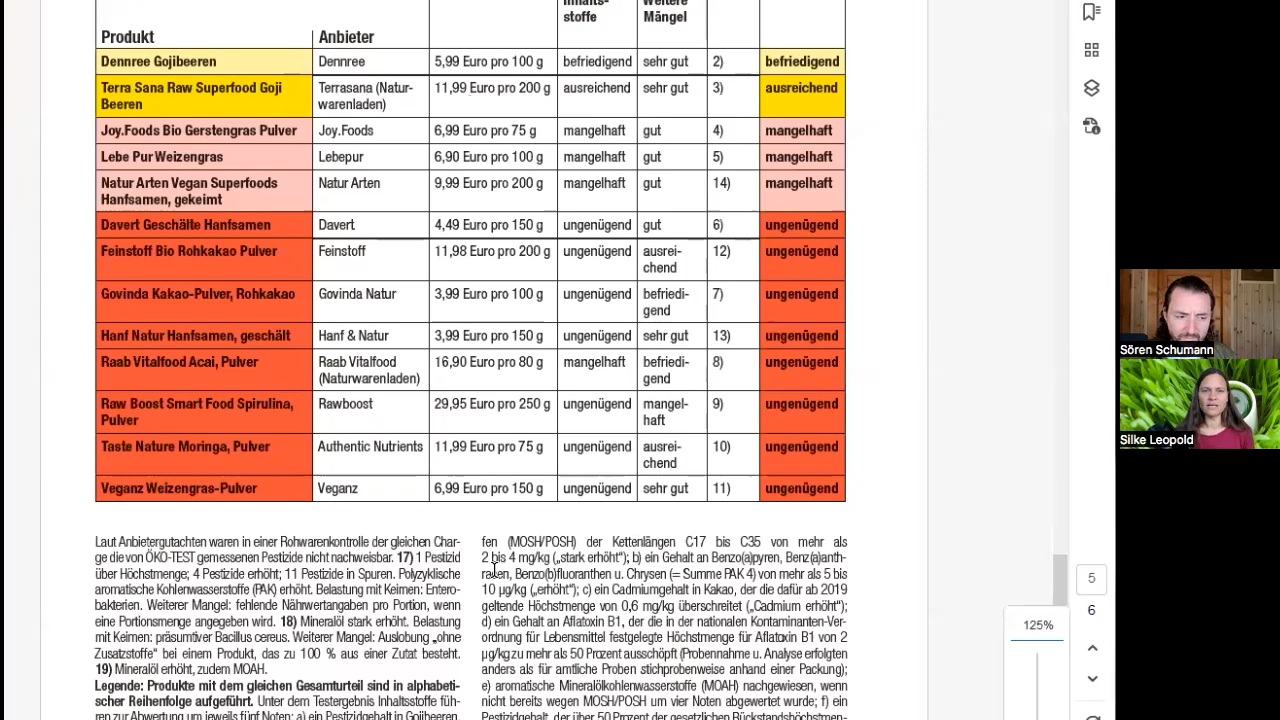 Inhalts- Weitere
stoffe Mängel
Produkt Anbieter
Dennree Gojibeeren Dennree 5,99 Euro pro 100 g befriedigend sehr gut 2) befriedigend
Terra Sana Raw Superfood Goji Terrasana (Natur- 11,99 Euro pro 200 g ausreichend sehr gut 3) ausreichend
Beeren warenladen)
Joy.Foods Bio Gerstengras Pulver Joy.Foods 6,99 Euro pro 75 g mangelhaft gut 4) mangelhaft
Lebe Pur Weizengras Lebepur 6,90 Euro pro 100 g mangelhaft gut 5) mangelhaft
Natur Arten Vegan Superfoods Natur Arten 9,99 Euro pro 200 g mangelhaft gut 14) mangelhaft
Hanfsamen, gekeimt
Davert Geschälte Hanfsamen Davert 4,49 Euro pro 150 g ungenügend gut 6) ungenügend
Feinstoff Bio Rohkakao Pulver Feinstoff 11,98 Euro pro 200 g ungenügend ausrei- 12) ungenügend
chend
Govinda Kakao-Pulver, Rohkakao Govinda Natur 3,99 Euro pro 100 g ungenügend befriedi- 7) ungenügend
gend
Hanf Natur Hanfsamen, geschält Hanf & Natur 3,99 Euro pro 150 g ungenügend sehr gut 13) ungenügend
Raab Vitalfood Acai, Pulver Raab Vitalfood 16,90 Euro pro 80 g mangelhaft befriedi- 8) ungenügend
(Naturwarenladen) gend
Raw Boost Smart Food Spirulina, Rawboost 29,95 Euro pro 250 g ungenügend mangel- 9) ungenügend
Pulver haft
Taste Nature Moringa, Pulver Authentic Nutrients 11,99 Euro pro 75 g ungenügend ausrei- 10) ungenügend
chend
Veganz Weizengras-Pulver Veganz 6,99 Euro pro 150 g ungenügend sehr gut 11) ungenügend
Laut Anbietergutachten waren in einer Rohwarenkontrolle der gleichen Char-
ge die von ÖKO-TEST gemessenen Pestizide nicht nachweisbar. 17) 1 Pestizid
über Höchstmenge; 4 Pestizide erhöht; 11 Pestizide in Spuren. Polyzyklische
aromatische Kohlenwasserstoffe (PAK) erhöht. Belastung mit Keimen: Entero-
bakterien. Weiterer Mangel: fehlende Nährwertangaben pro Portion, wenn
eine Portionsmenge angegeben wird. 18) Mineralöl stark erhöht. Belastung
mit Keimen: präsumtiver Bacillus cereus. Weiterer Mangel: Auslobung „ohne
Zusatzstoffe“ bei einem Produkt, das zu 100 % aus einer Zutat besteht.
19) Mineralöl erhöht, zudem MOAH.
Legende: Produkte mit dem gleichen Gesamturteil sind in alphabeti-
scher Reihenfolge aufgeführt. Unter dem Testergebnis Inhaltsstoffe füh-
ren zur Abwertung um jeweils fünf Noten: a) ein Pestizidgehalt in Gojibeeren,
fen (MOSH/POSH) der Kettenlängen C17 bis C35 von mehr als
2 bis 4 mg/kg („stark erhöht“); b) ein Gehalt an Benzo(a)pyren, Benz(a)anth-
racen, Benzo(b)fluoranthen u. Chrysen (= Summe PAK 4) von mehr als 5 bis
10 µg/kg („erhöht“); c) ein Cadmiumgehalt in Kakao, der die dafür ab 2019
geltende Höchstmenge von 0,6 mg/kg überschreitet („Cadmium erhöht“);
d) ein Gehalt an Aflatoxin B1, der die in der nationalen Kontaminanten-Ver-
ordnung für Lebensmittel festgelegte Höchstmenge für Aflatoxin B1 von 2
µg/kg zu mehr als 50 Prozent ausschöpft (Probennahme u. Analyse erfolgten
anders als für amtliche Proben stichprobenweise anhand einer Packung);
e) aromatische Mineralölkohlenwasserstoffe (MOAH) nachgewiesen, wenn
nicht bereits wegen MOSH/POSH um vier Noten abgewertet wurde; f) ein
Pestizidgehalt, der über 50 Prozent der gesetzlichen Rückstandshöchstmen-
5
6
125%
Sören Schumann
Silke Leopold